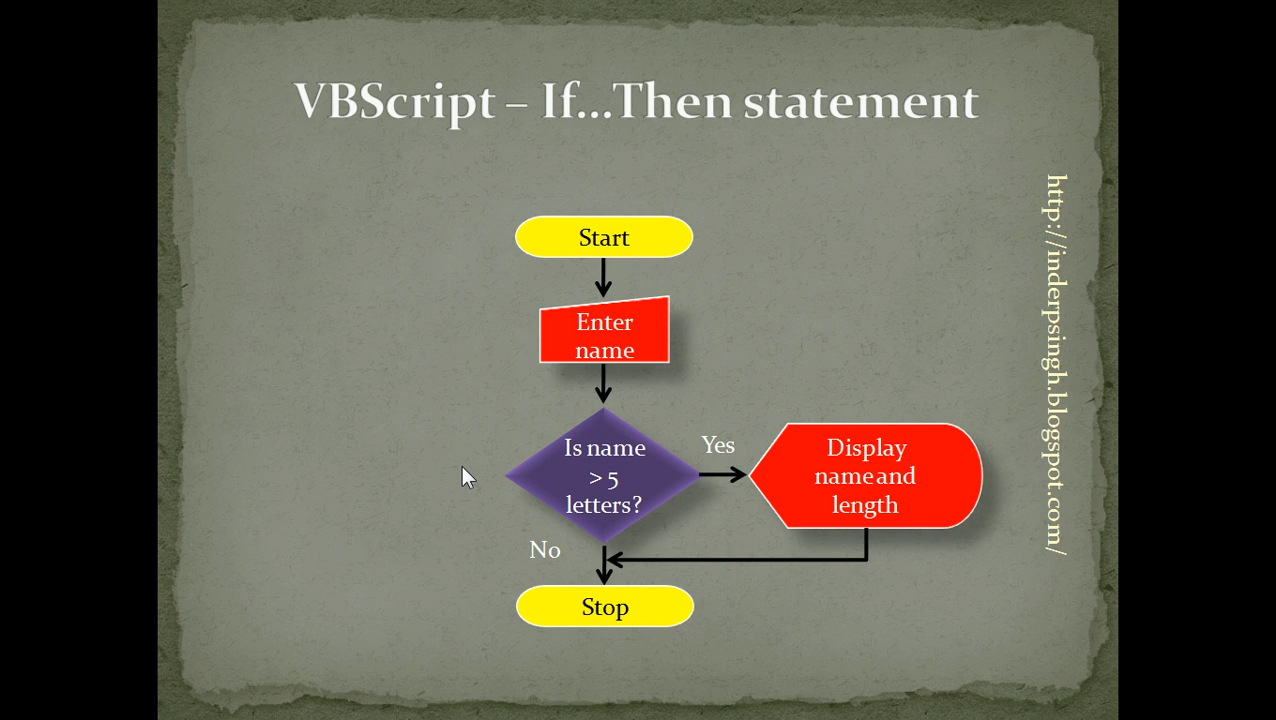 VBScript – If...Then statement
Start
Enter
name
Is name
> 5
letters?
Yes
Display
name and
length
No
Stop
http://inderpsingh.blogspot.com/